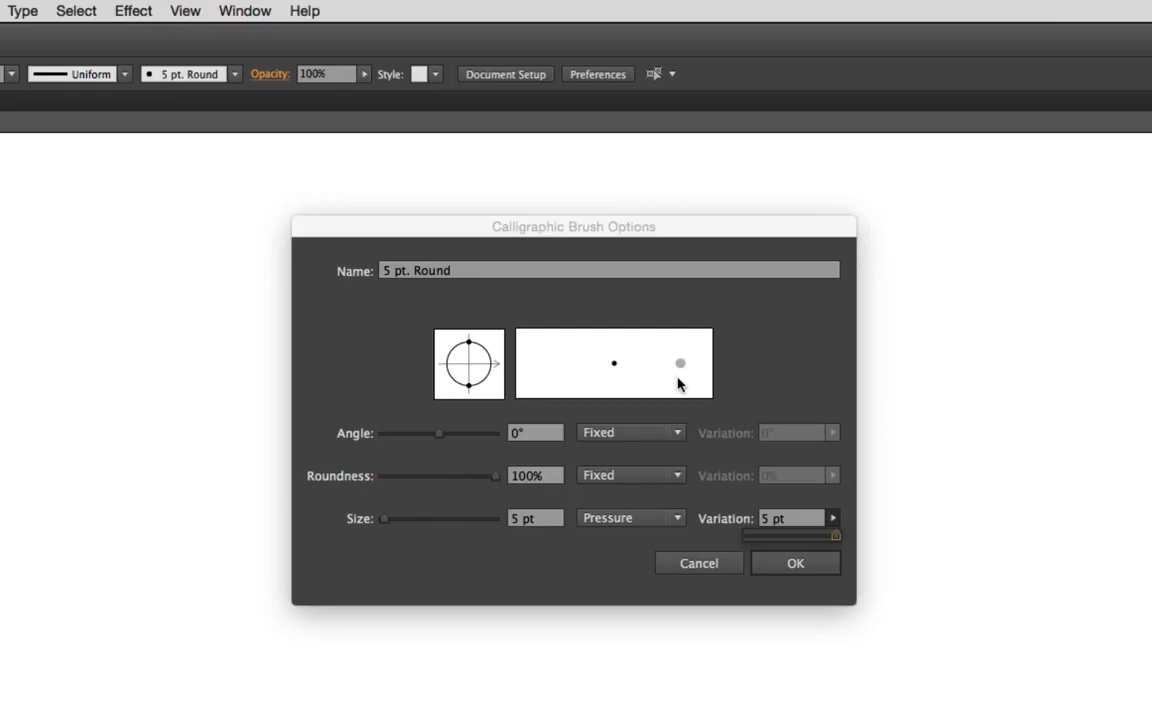 Type Select Effect View Window Help
Uniform 5 pt. Round Opacity: 100% Style: Document Setup Preferences
Calligraphic Brush Options
Name: 5 pt. Round
Angle: 0° Fixed Variation: 0°
Roundness: 100% Fixed Variation: 0%
Size: 5 pt Pressure Variation: 5 pt
Cancel OK